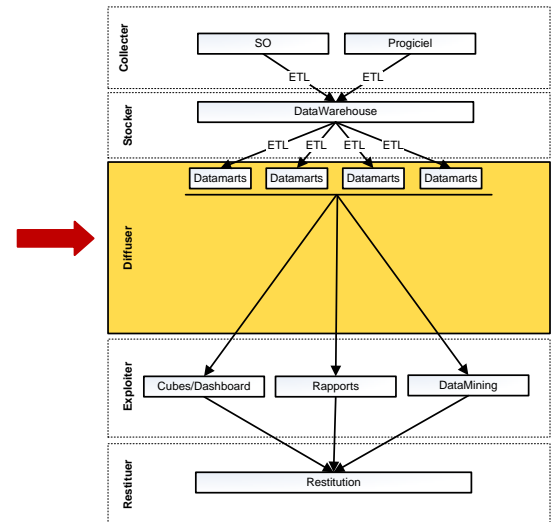 Collecter
SO
Progiciel
ETL
ETL
Stocker
DataWarehouse
ETL
ETL
ETL
ETL
Diffuser
Datamarts
Datamarts
Datamarts
Datamarts
Exploiter
Cubes/Dashboard
Rapports
DataMining
Restituer
Restitution